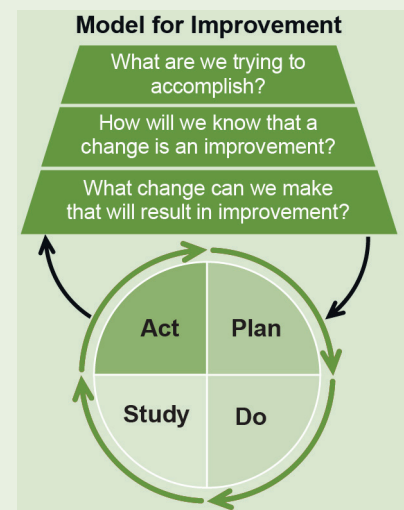 Model for Improvement
What are we trying to
accomplish?
How will we know that a
change is an improvement?
What change can we make
that will result in improvement?
Act
Plan
Study
Do